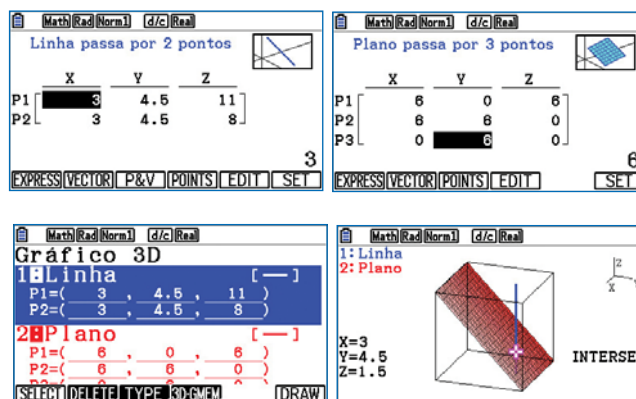 Math Rad Norm1 d/c Real
Linha passa por 2 pontos
X Y Z
P1 3 4.5 11
P2 3 4.5 8
3
EXPRESS VECTOR P&V POINTS EDIT SET
Math Rad Norm1 d/c Real
Plano passa por 3 pontos
X Y Z
P1 6 0 6
P2 6 6 0
P3 0 6 0
6
EXPRESS VECTOR POINTS EDIT SET
Math Rad Norm1 d/c Real
Gráfico 3D
1:Linha [—]
P1=( 3 , 4.5 , 11 )
P2=( 3 , 4.5 , 8 )
2:Plano [—]
P1=( 6 , 0 , 6 )
P2=( 6 , 6 , 0 )
SELECT DELETE TYPE 3D-GMEM DRAW
Math Rad Norm1 d/c Real
1: Linha
2: Plano
Z
X
X=3
Y=4.5
Z=1.5
INTERSE